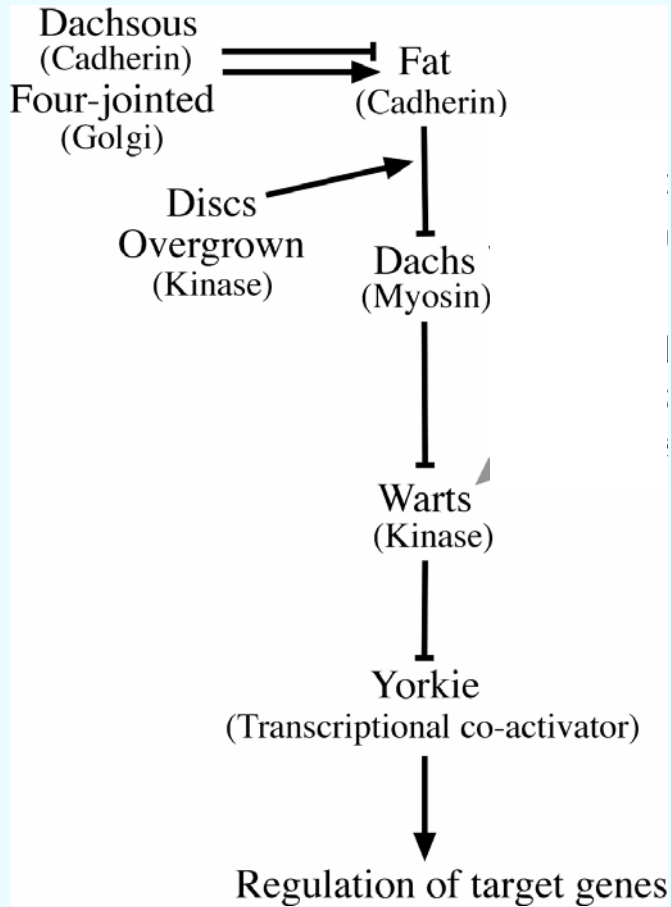 Dachsous
(Cadherin)
Four-jointed
(Golgi)
Fat
(Cadherin)
Discs
Overgrown
(Kinase)
Dachs
(Myosin)
Warts
(Kinase)
Yorkie
(Transcriptional co-activator)
Regulation of target genes